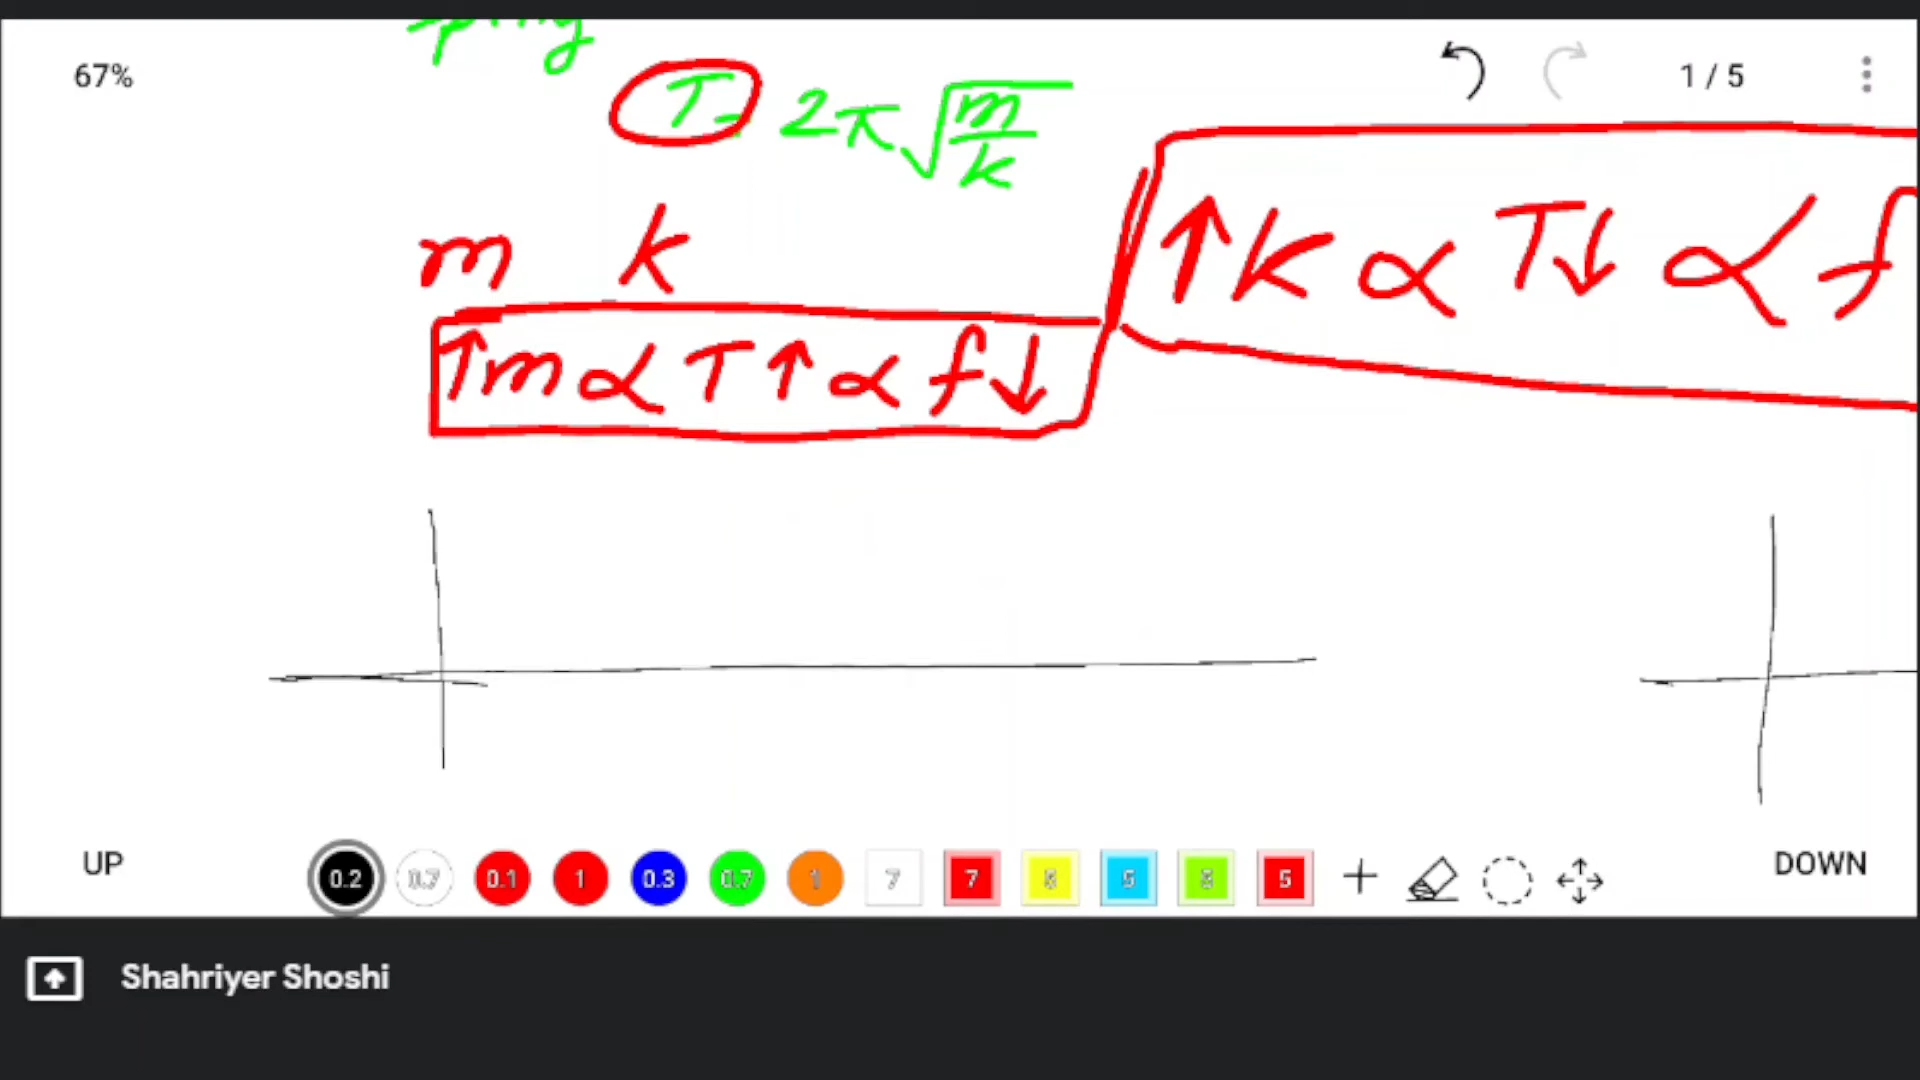 67%
1 / 5
T = 2π√(m/k)
m k
↑k ∝ T↓ ∝ f
↑m ∝ T↑ ∝ f↓
UP
DOWN
0.2 0.7 0.1 1 0.3 0.7 1 7 7 8 5 3 5
Shahriyer Shoshi